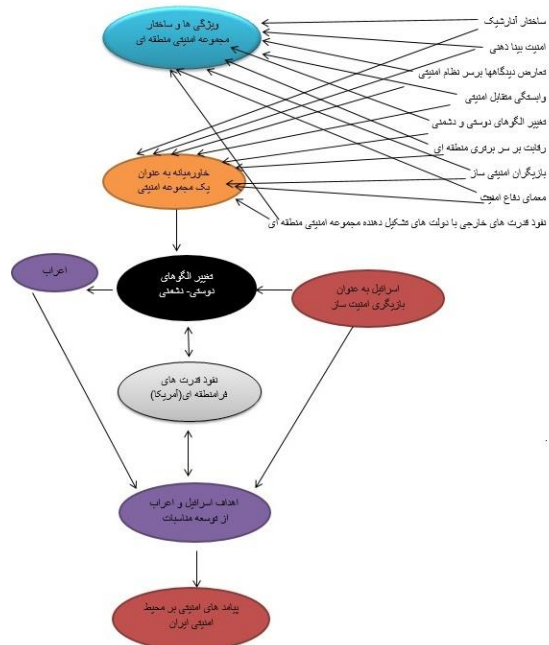 ویژگی ها و ساختار
مجموعه امنیتی منطقه ای
ساختار آنارشیک
امنیت بینا ذهنی
تعارض دیدگاهها برسر نظام امنیتی
وابستگی متقابل امنیتی
تغییر الگوهای دوستی و دشمنی
رقابت بر سر برتری منطقه ای
بازیگران امنیتی ساز
معمای دفاع امنیت
نفوذ قدرت های خارجی با دولت های تشکیل دهنده مجموعه امنیتی منطقه ای
خاورمیانه به عنوان
یک مجموعه امنیتی
اعراب
تغییر الگوهای
دوستی- دشمنی
اسرائیل به عنوان
بازیگری امنیت ساز
نفوذ قدرت های
فرامنطقه ای(آمریکا)
اهداف اسرائیل و اعراب
از توسعه مناسبات
پیامد های امنیتی بر محیط
امنیتی ایران